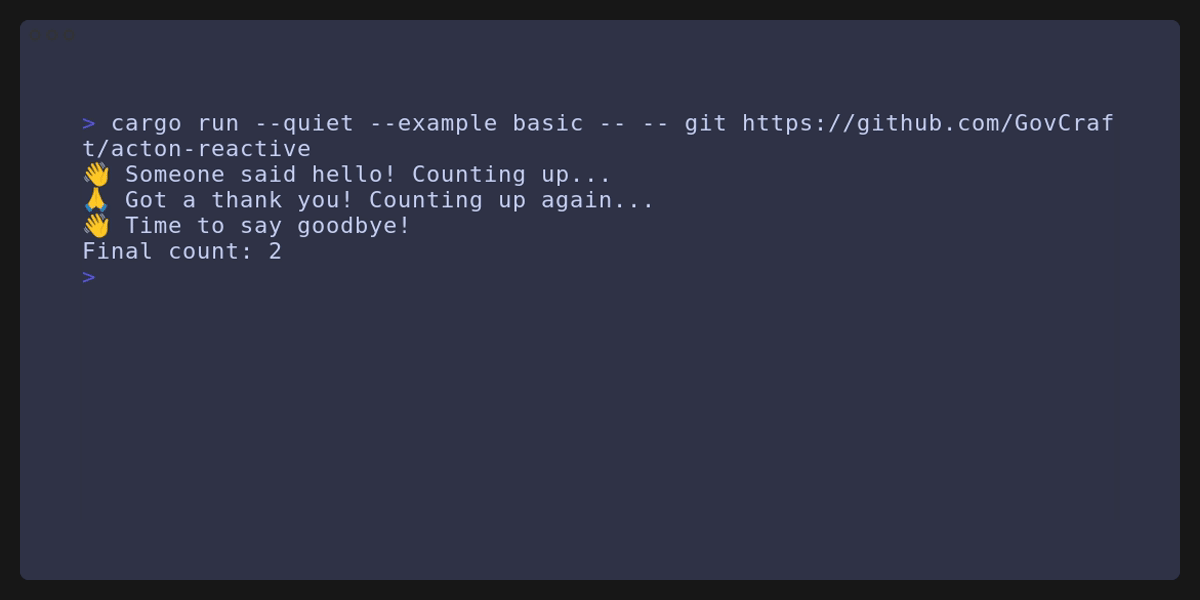 > cargo run --quiet --example basic -- -- git https://github.com/GovCraf
t/acton-reactive
👋 Someone said hello! Counting up...
🙏 Got a thank you! Counting up again...
👋 Time to say goodbye!
Final count: 2
>